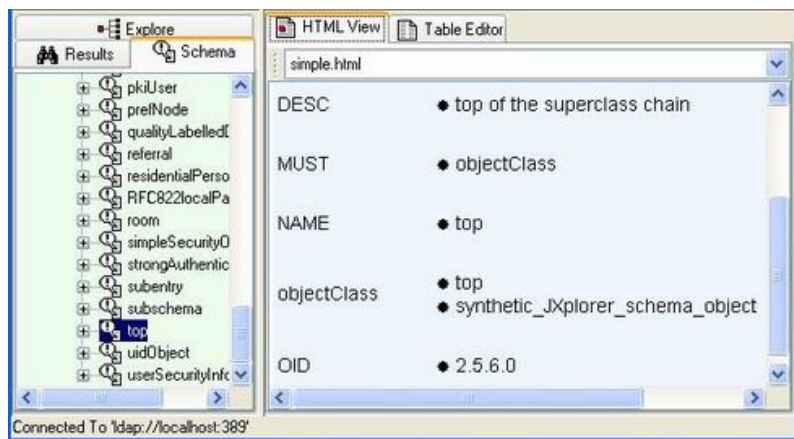 Explore
Results
Schema
pkiUser
prefNode
qualityLabelledD
referral
residentialPerso
RFC822localPa
room
simpleSecurityO
strongAuthentic
subentry
subschema
top
uidObject
userSecurityInfo
HTML View
Table Editor
simple.html
DESC
● top of the superclass chain
MUST
● objectClass
NAME
● top
objectClass
● top
● synthetic_JXplorer_schema_object
OID
● 2.5.6.0
Connected To 'ldap://localhost:389'